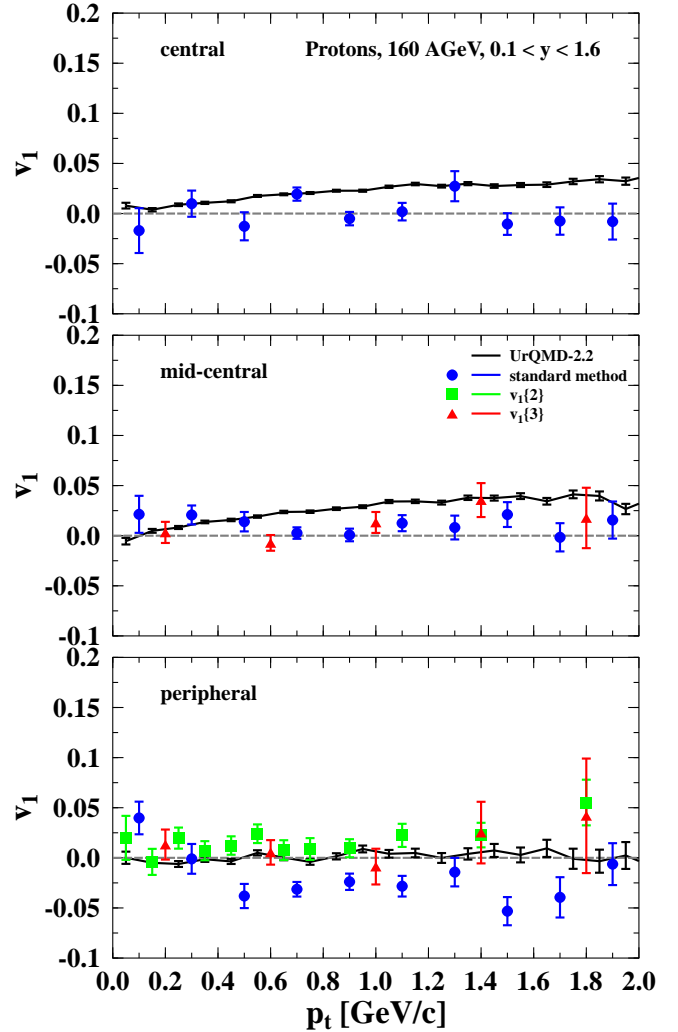 0.2
central Protons, 160 AGeV, 0.1 < y < 1.6
0.15
0.1
v₁
0.05
0.0
-0.05
-0.1
0.2
mid-central
UrQMD-2.2
standard method
v₁{2}
v₁{3}
0.15
0.1
v₁
0.05
0.0
-0.05
-0.1
0.2
peripheral
0.15
0.1
v₁
0.05
0.0
-0.05
-0.1
0.0 0.2 0.4 0.6 0.8 1.0 1.2 1.4 1.6 1.8 2.0
pₜ [GeV/c]